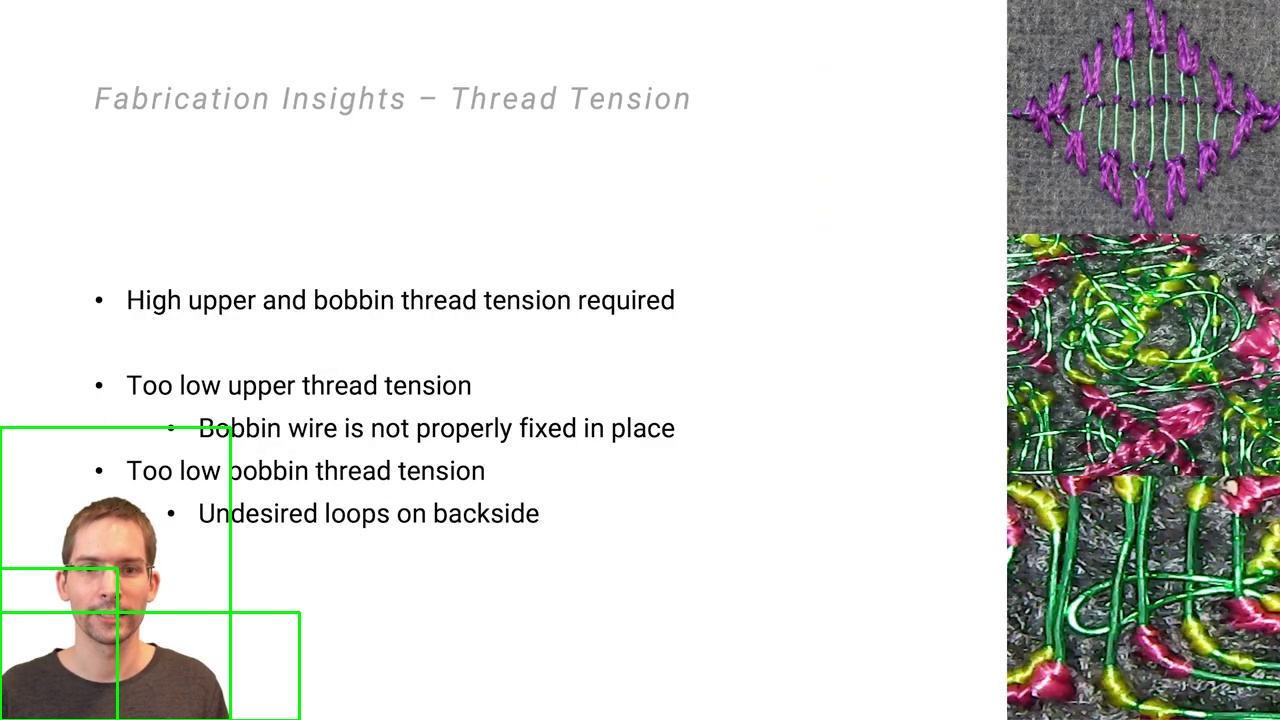 Fabrication Insights – Thread Tension
• High upper and bobbin thread tension required
• Too low upper thread tension
• Bobbin wire is not properly fixed in place
• Too low bobbin thread tension
• Undesired loops on backside